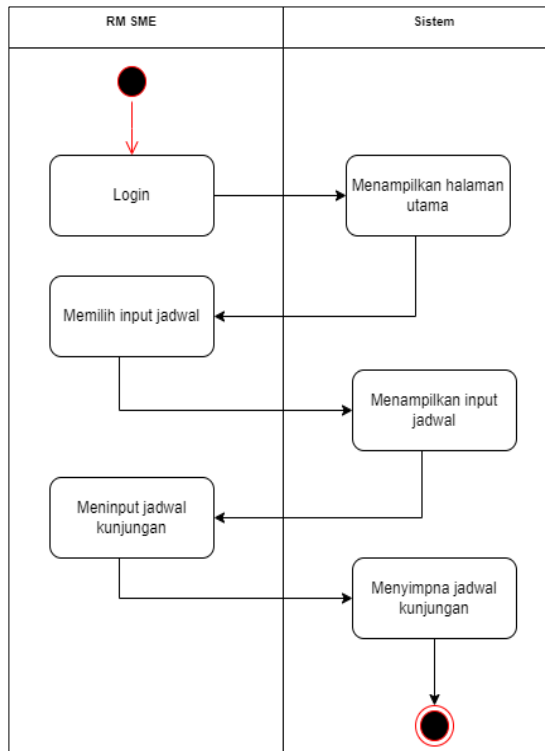 RM SME
Sistem
Login
Menampilkan halaman
utama
Memilih input jadwal
Menampilkan input
jadwal
Meninput jadwal
kunjungan
Menyimpna jadwal
kunjungan